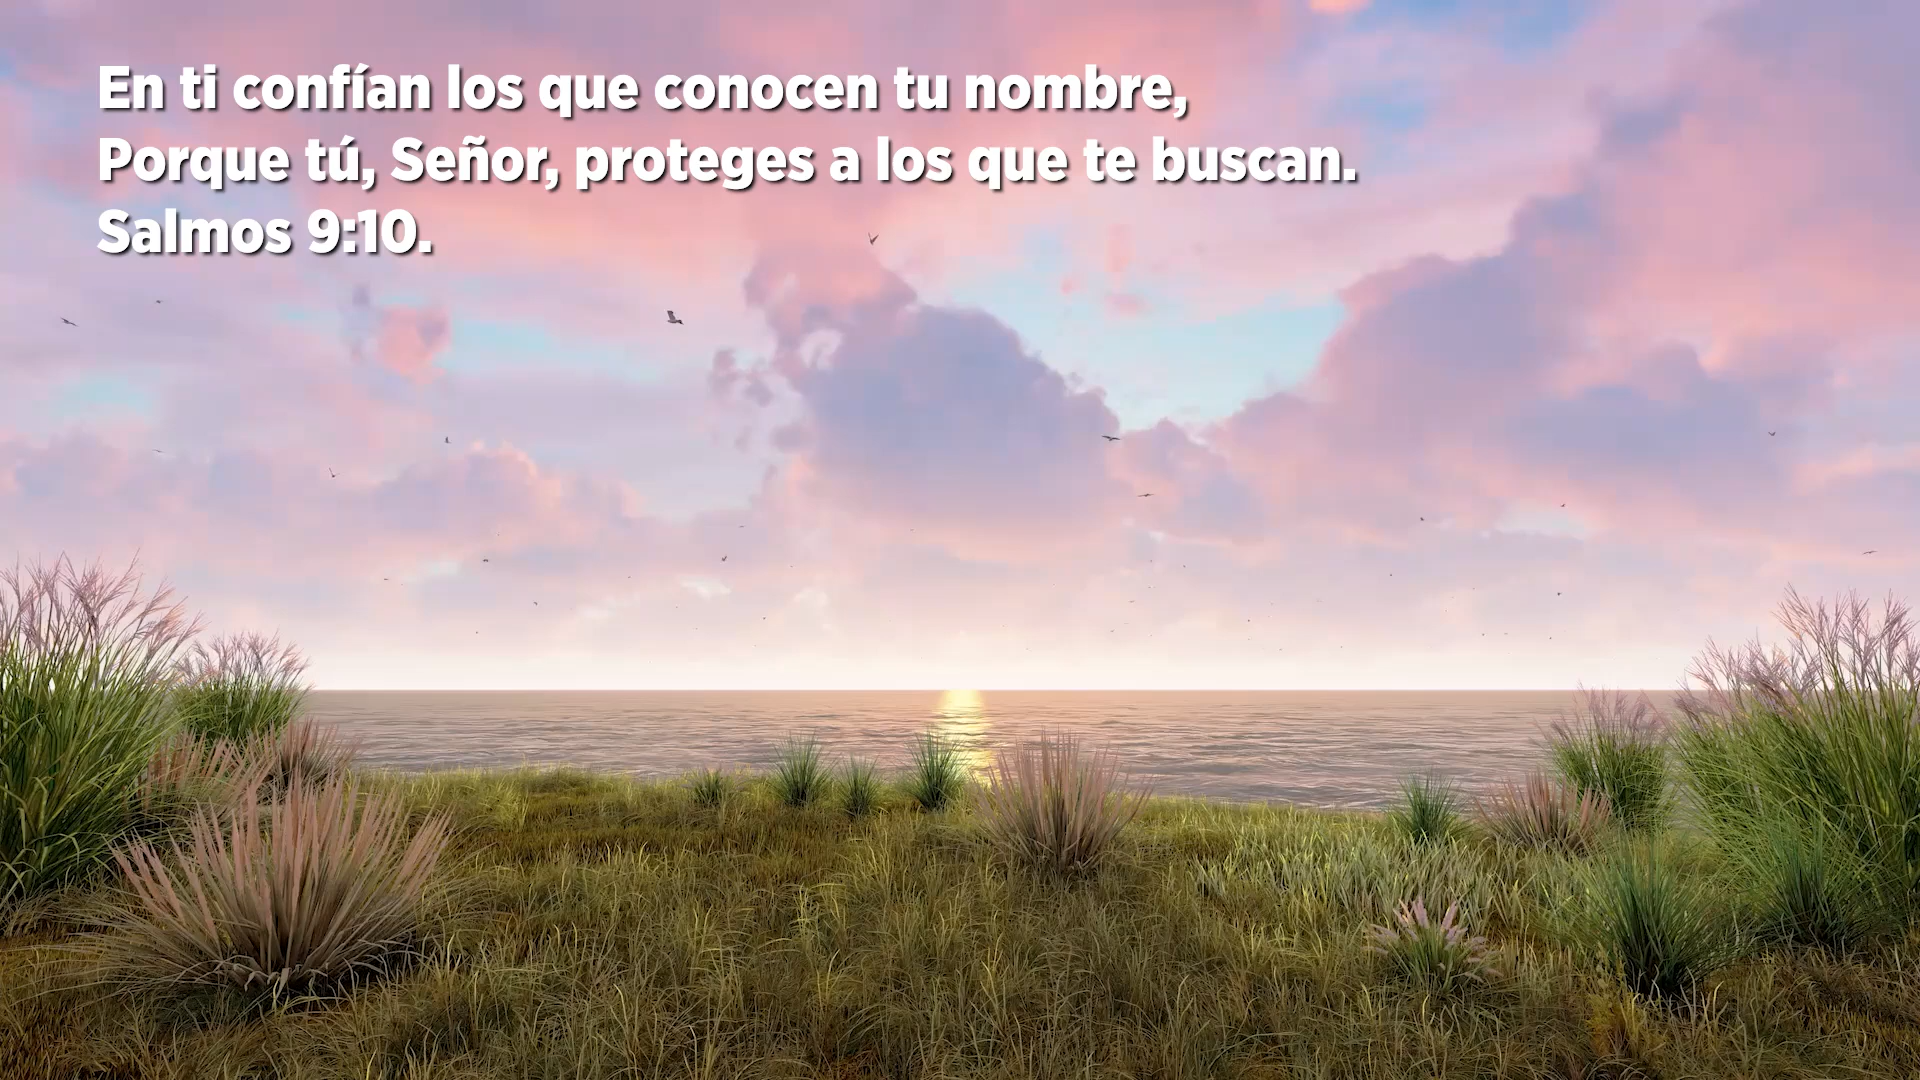 En ti confían los que conocen tu nombre,
Porque tú, Señor, proteges a los que te buscan.
Salmos 9:10.